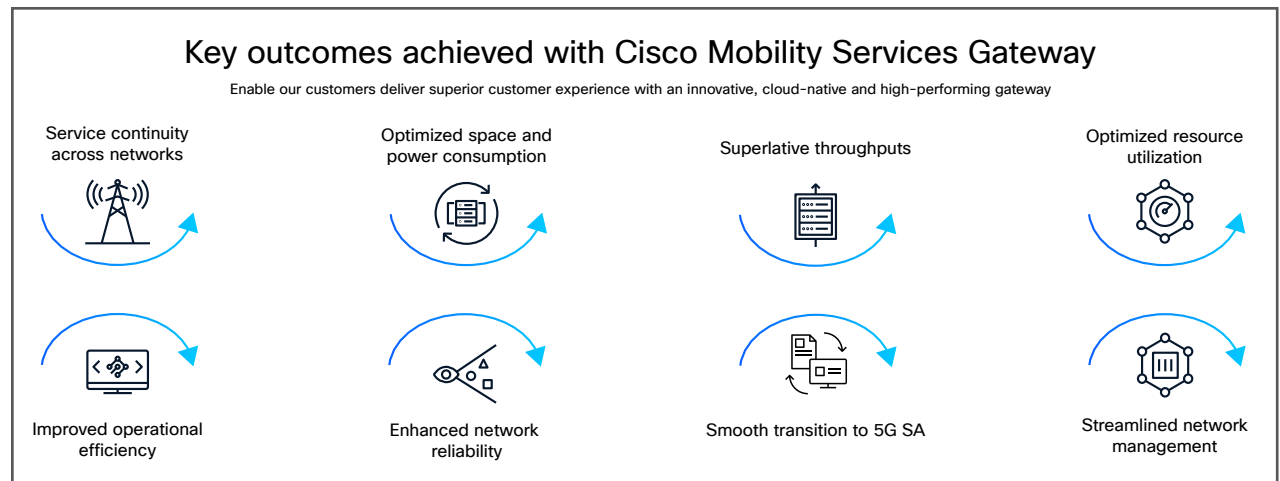 Key outcomes achieved with Cisco Mobility Services Gateway
Enable our customers deliver superior customer experience with an innovative, cloud-native and high-performing gateway
Service continuity
across networks
Optimized space and
power consumption
Superlative throughputs
Optimized resource
utilization
Improved operational
efficiency
Enhanced network
reliability
Smooth transition to 5G SA
Streamlined network
management